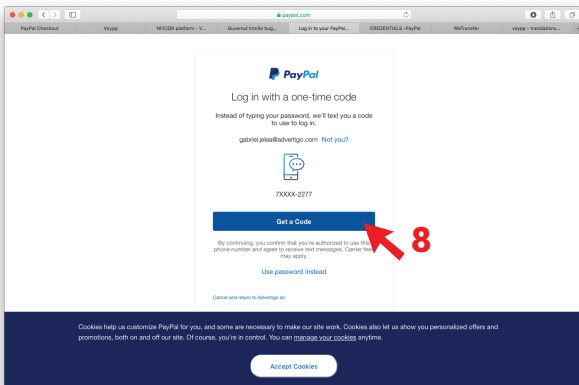 paypal.com
PayPal Checkout Voypp NFC/QR platform - V... Guvernul trimite bug... Log in to your PayPal... CREDENTIALS -PayPal WeTransfer voypp - translations...
PayPal
Log in with a one-time code
Instead of typing your password, we'll text you a code
to use to log in.
gabriel.jelea@advertigo.com Not you?
7XXXX-2277
Get a Code
8
By continuing, you confirm that you're authorized to use this
phone number and agree to receive text messages. Carrier fees
may apply.
Use password instead
Cancel and return to Advertigo srl
Cookies help us customize PayPal for you, and some are necessary to make our site work. Cookies also let us show you personalized offers and
promotions, both on and off our site. Of course, you're in control. You can manage your cookies anytime.
Accept Cookies